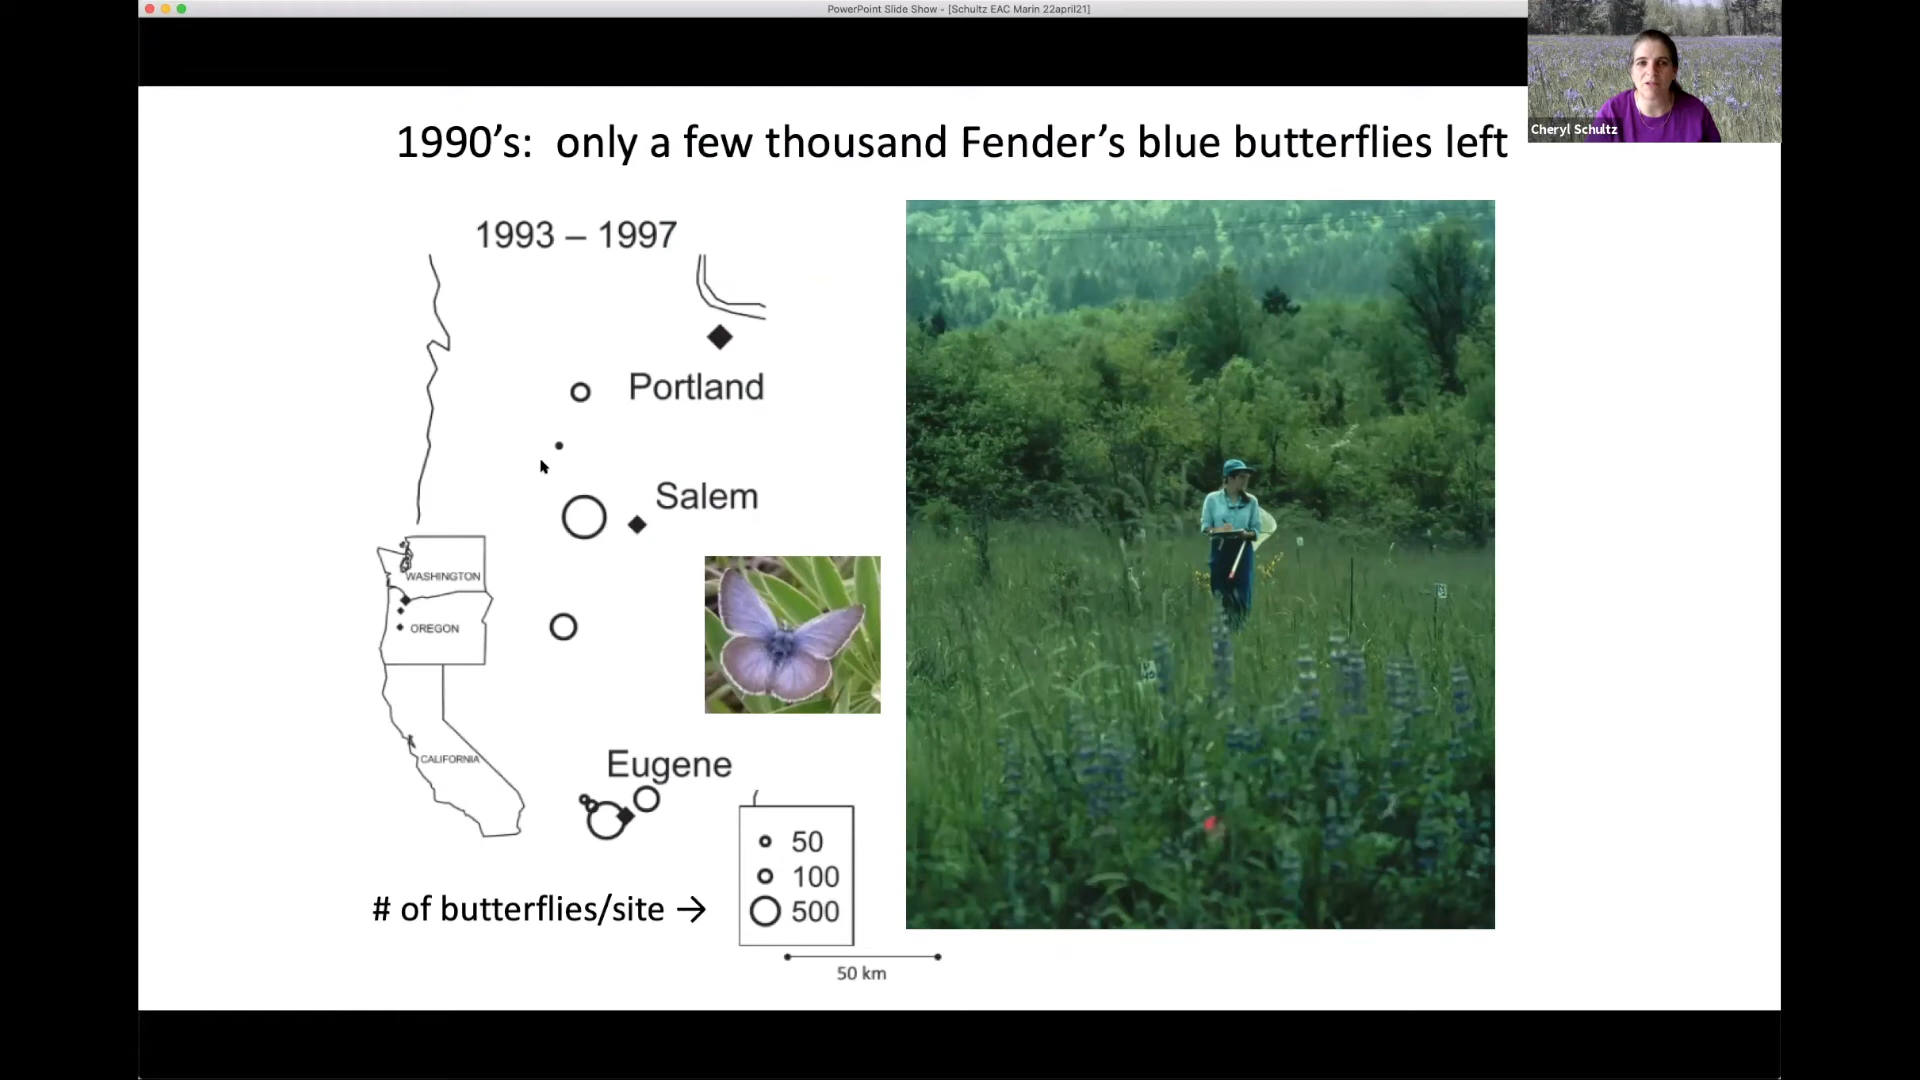 PowerPoint Slide Show - [Schultz EAC Marin 22april21]
Cheryl Schultz
1990’s:  only a few thousand Fender’s blue butterflies left
1993 – 1997
Portland
Salem
WASHINGTON
OREGON
CALIFORNIA
Eugene
50
100
500
# of butterflies/site →
50 km